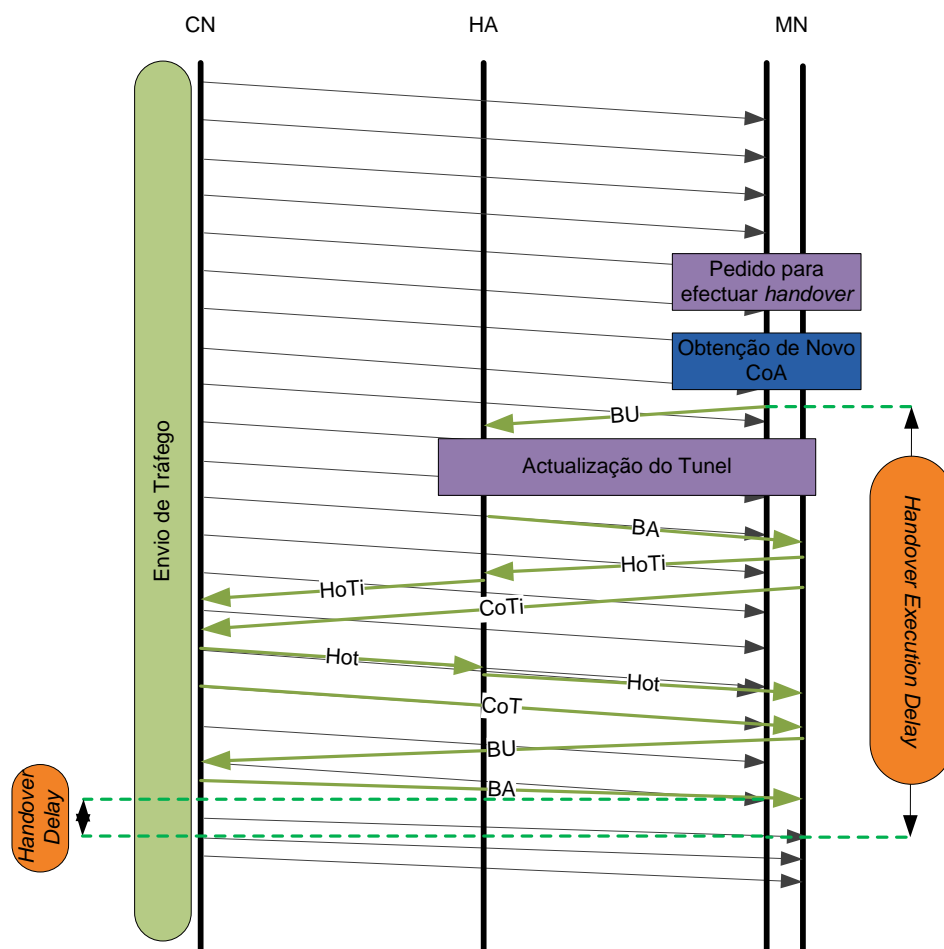 CN
HA
MN
Envio de Tráfego
Pedido para
efectuar handover
Obtenção de Novo
CoA
BU
Actualização do Tunel
BA
HoTi
HoTi
CoTi
Hot
Hot
CoT
BU
BA
Handover Execution Delay
Handover
Delay